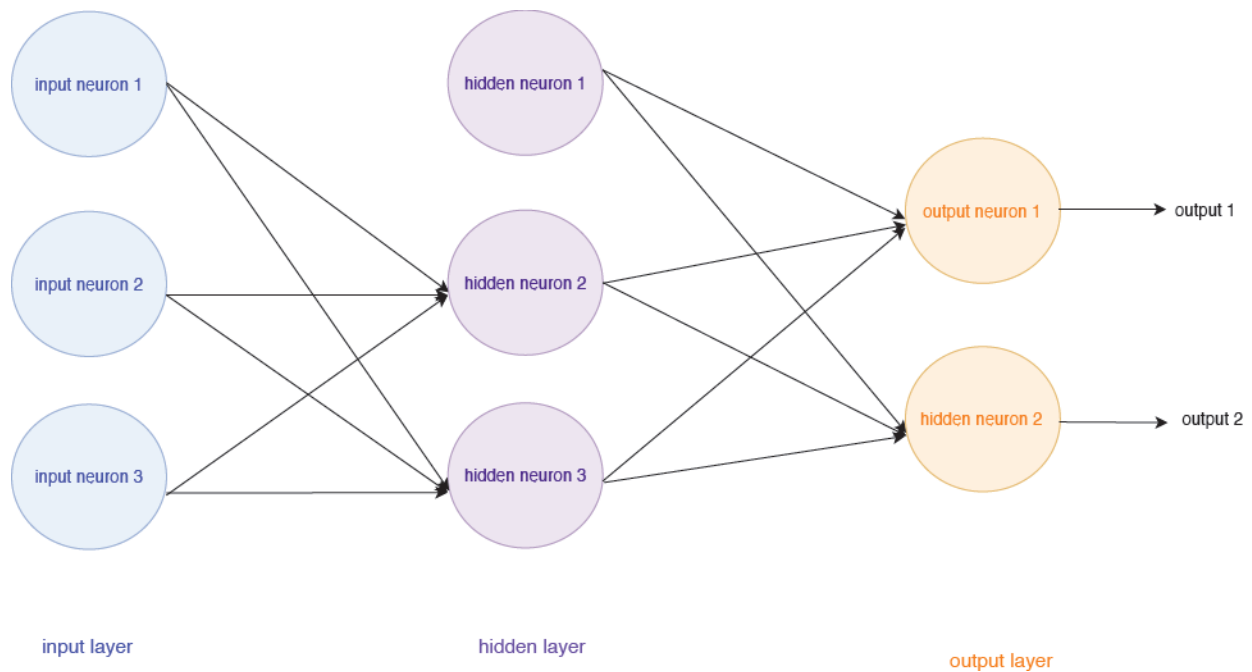 input neuron 1
hidden neuron 1
output neuron 1
output 1
input neuron 2
hidden neuron 2
hidden neuron 2
output 2
input neuron 3
hidden neuron 3
input layer
hidden layer
output layer